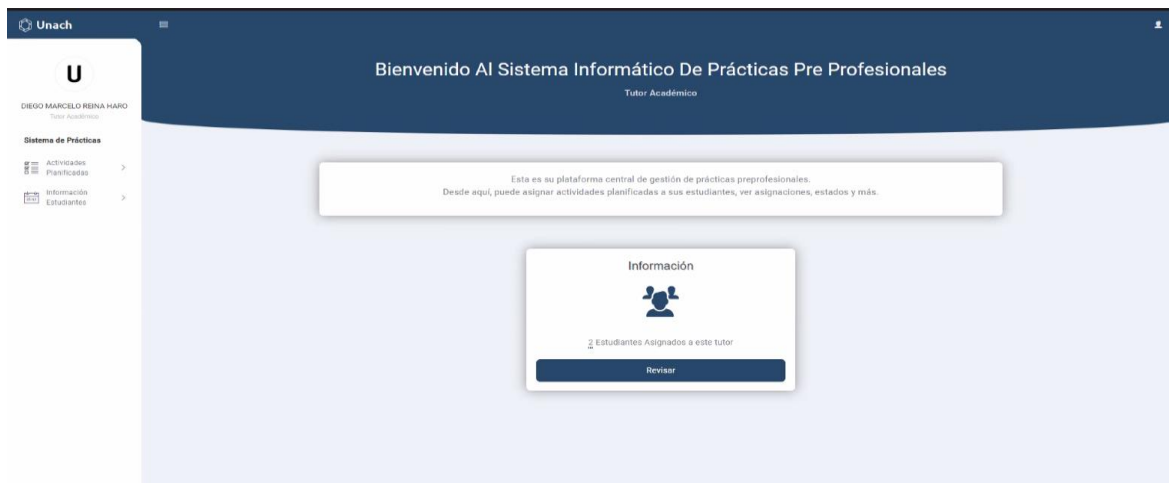 Unach
U
DIEGO MARCELO REINA HARO
Tutor Académico
Sistema de Prácticas
Actividades
Planificadas
Información
Estudiantes
Bienvenido Al Sistema Informático De Prácticas Pre Profesionales
Tutor Académico
Esta es su plataforma central de gestión de prácticas preprofesionales.
Desde aquí, puede asignar actividades planificadas a sus estudiantes, ver asignaciones, estados y más.
Información
2 Estudiantes Asignados a este tutor
Revisar